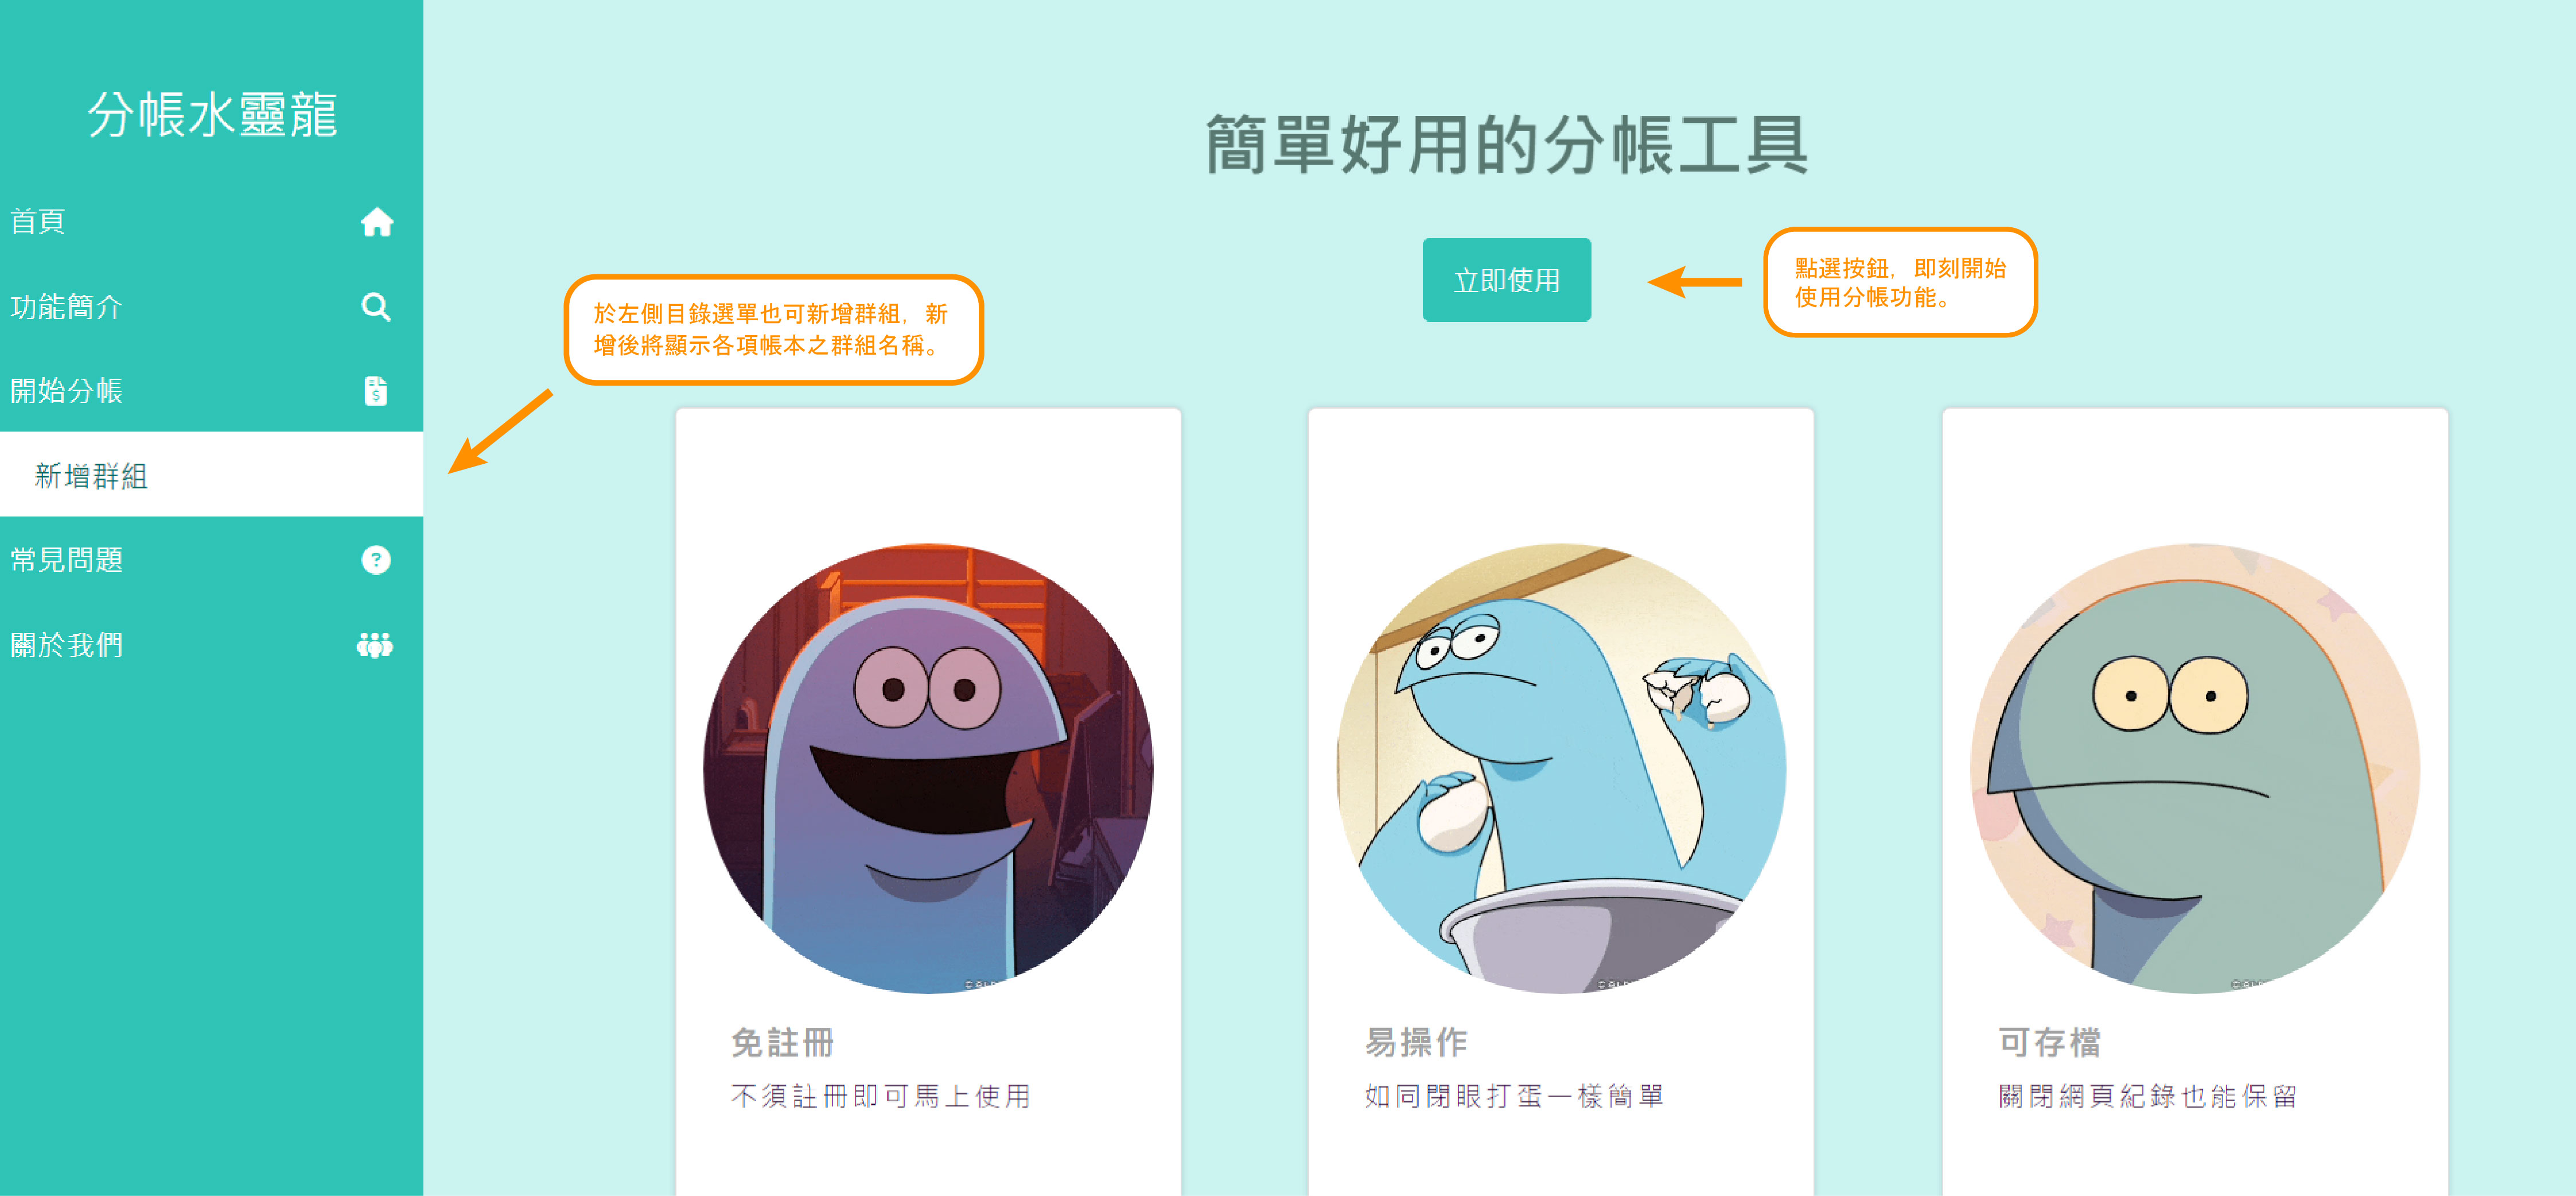 分帳水靈龍
首頁
功能簡介
開始分帳
新增群組
常見問題
關於我們
簡單好用的分帳工具
立即使用
點選按鈕，即刻開始
使用分帳功能。
於左側目錄選單也可新增群組，新
增後將顯示各項帳本之群組名稱。
免註冊
不須註冊即可馬上使用
易操作
如同閉眼打蛋一樣簡單
可存檔
關閉網頁紀錄也能保留